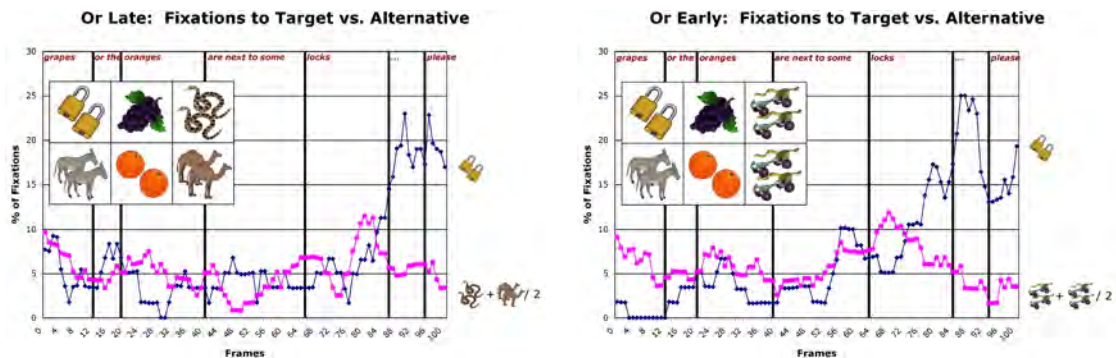 Or Late: Fixations to Target vs. Alternative
30
25
20
15
10
5
0
% of Fixations
grapes
or the
oranges
are next to some
locks
...
please
0 4 8 12 16 20 24 28 32 36 40 44 48 52 56 60 64 68 72 76 80 84 88 92 96 100
Frames
+ / 2
Or Early: Fixations to Target vs. Alternative
30
25
20
15
10
5
0
% of Fixations
grapes
or the
oranges
are next to some
locks
...
please
0 4 8 12 16 20 24 28 32 36 40 44 48 52 56 60 64 68 72 76 80 84 88 92 96 100
Frames
+ / 2